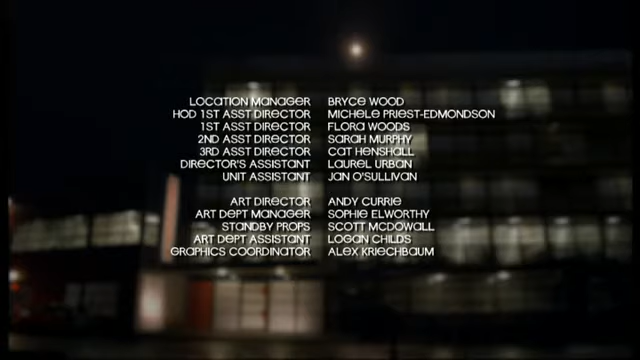 LOCATION MANAGER BRYCE WOOD
HOD 1ST ASST DIRECTOR MICHELE PRIEST-EDMONDSON
1ST ASST DIRECTOR FLORA WOODS
2ND ASST DIRECTOR SARAH MURPHY
3RD ASST DIRECTOR CAT HENSHALL
DIRECTOR'S ASSISTANT LAUREL URBAN
UNIT ASSISTANT JAN O'SULLIVAN
ART DIRECTOR ANDY CURRIE
ART DEPT MANAGER SOPHIE ELWORTHY
STANDBY PROPS SCOTT MCDOWALL
ART DEPT ASSISTANT LOGAN CHILDS
GRAPHICS COORDINATOR ALEX KRIECHBAUM